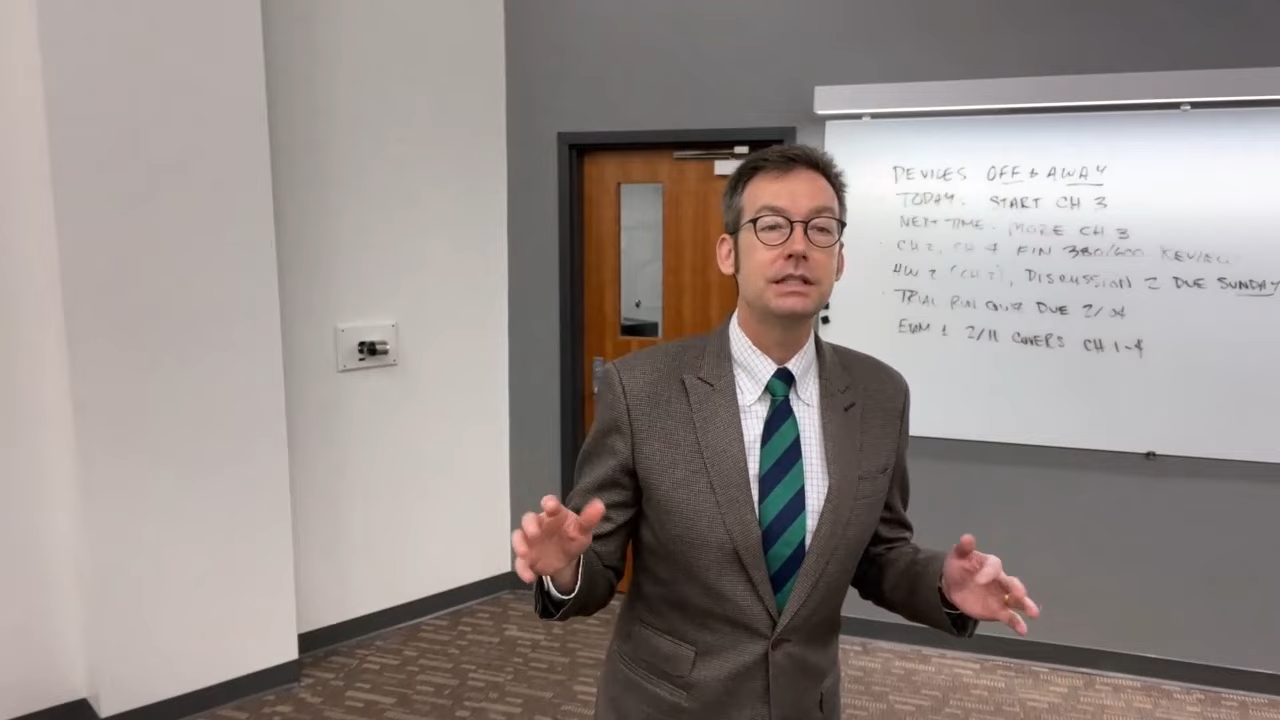 DEVICES OFF & AWAY
TODAY: START CH 3
NEXT TIME: MORE CH 3
CH 2, CH 4 FIN 380/600 REVIEW
HW 2 (CH 2), DISCUSSION 2 DUE SUNDAY
TRIAL RUN QUIZ DUE 2/04
EXAM 1 2/11 COVERS CH 1-4